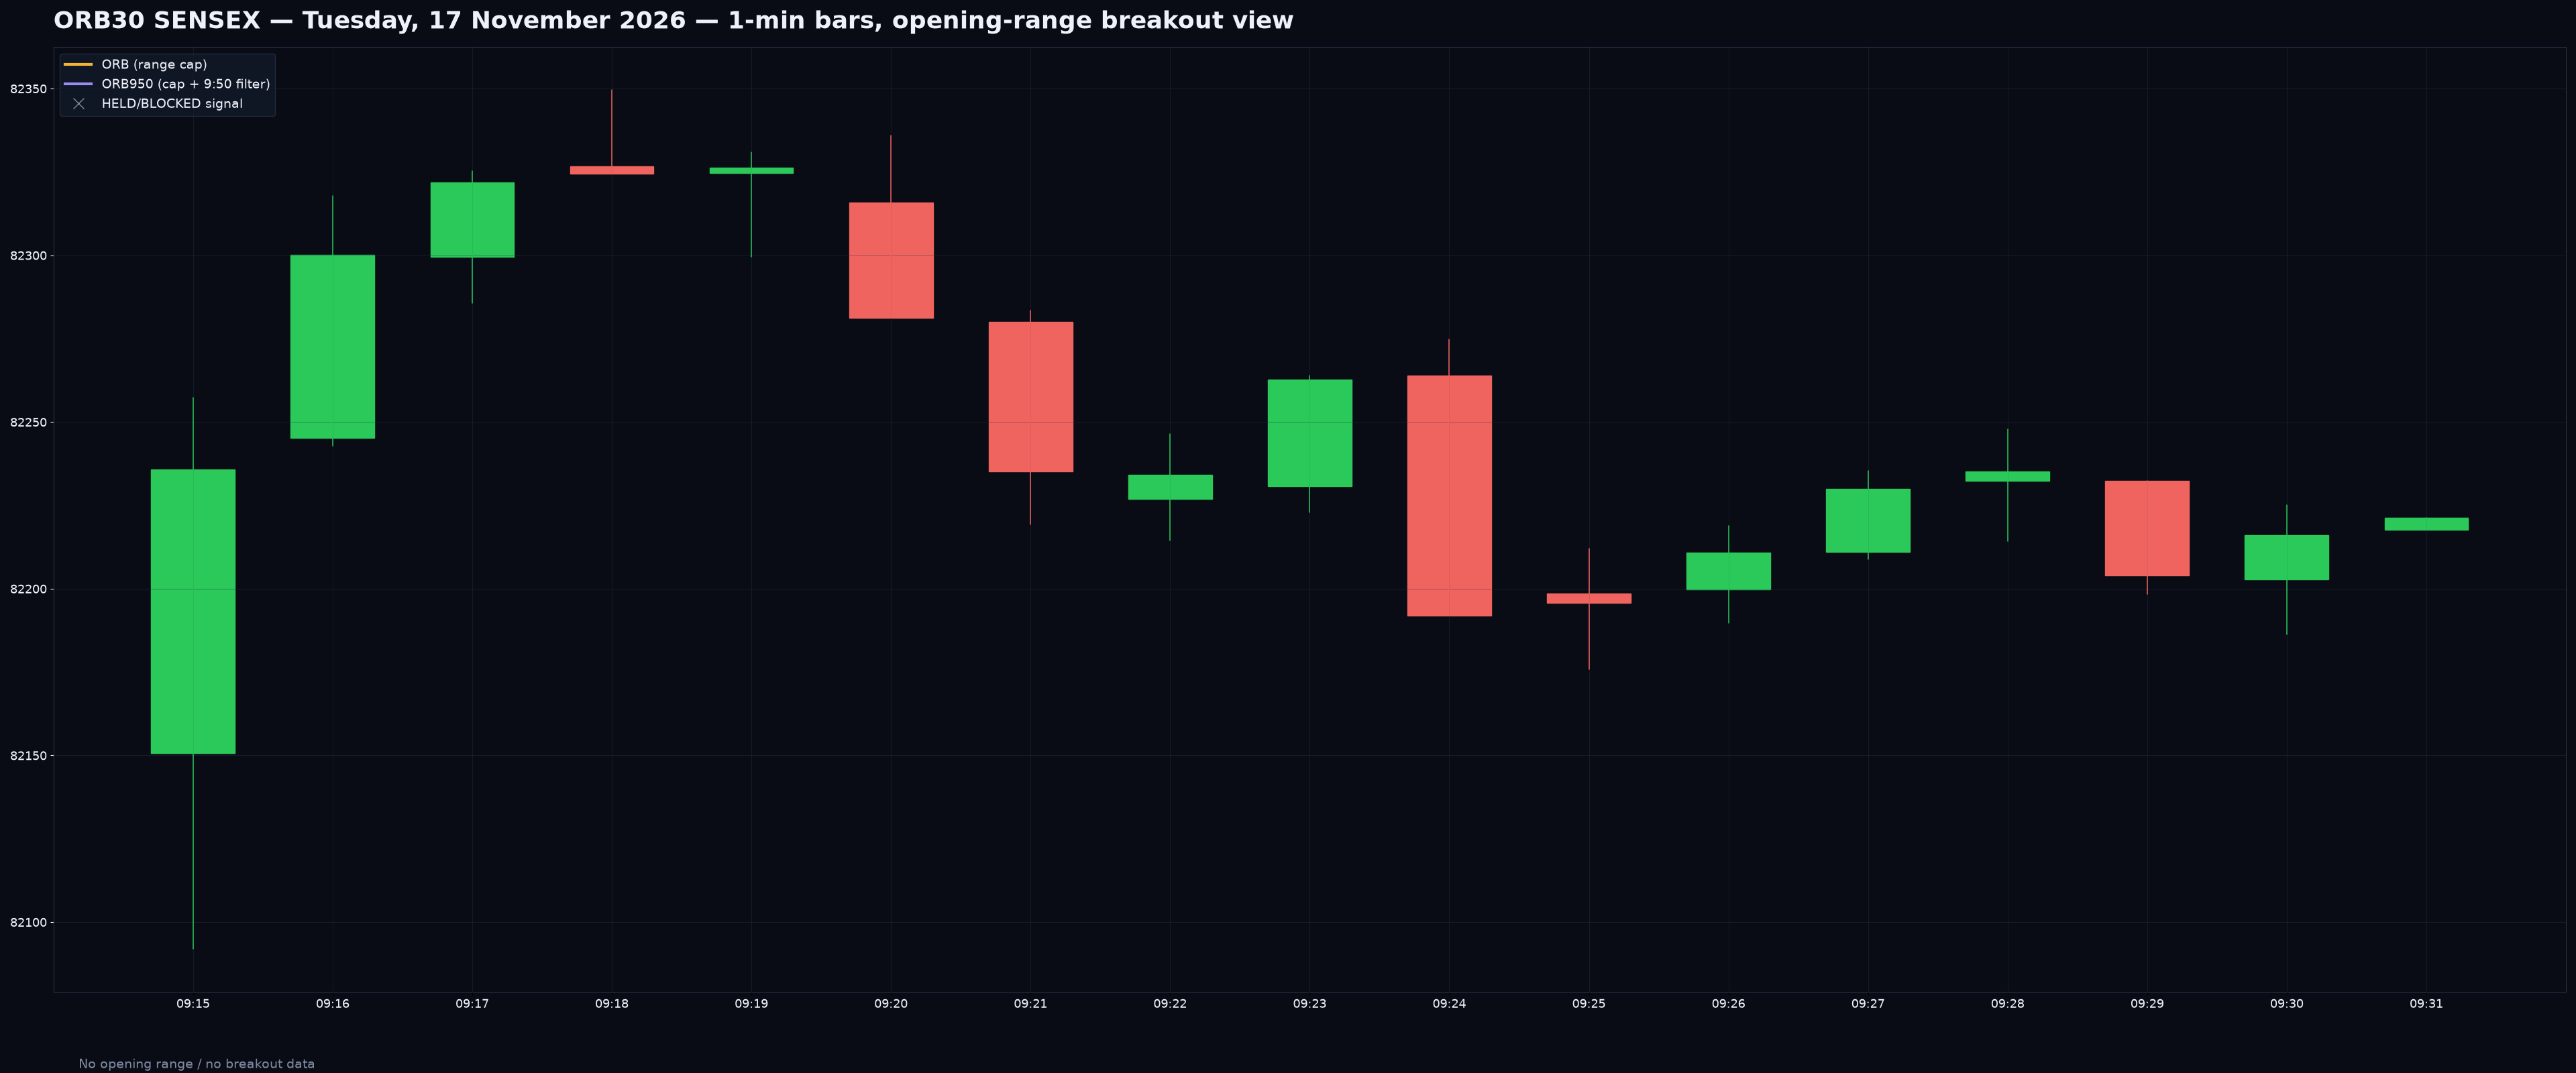 ORB30 SENSEX — Tuesday, 17 November 2026 — 1-min bars, opening-range breakout view
ORB (range cap)
ORB950 (cap + 9:50 filter)
HELD/BLOCKED signal
82350
82300
82250
82200
82150
82100
09:15 09:16 09:17 09:18 09:19 09:20 09:21 09:22 09:23 09:24 09:25 09:26 09:27 09:28 09:29 09:30 09:31
No opening range / no breakout data